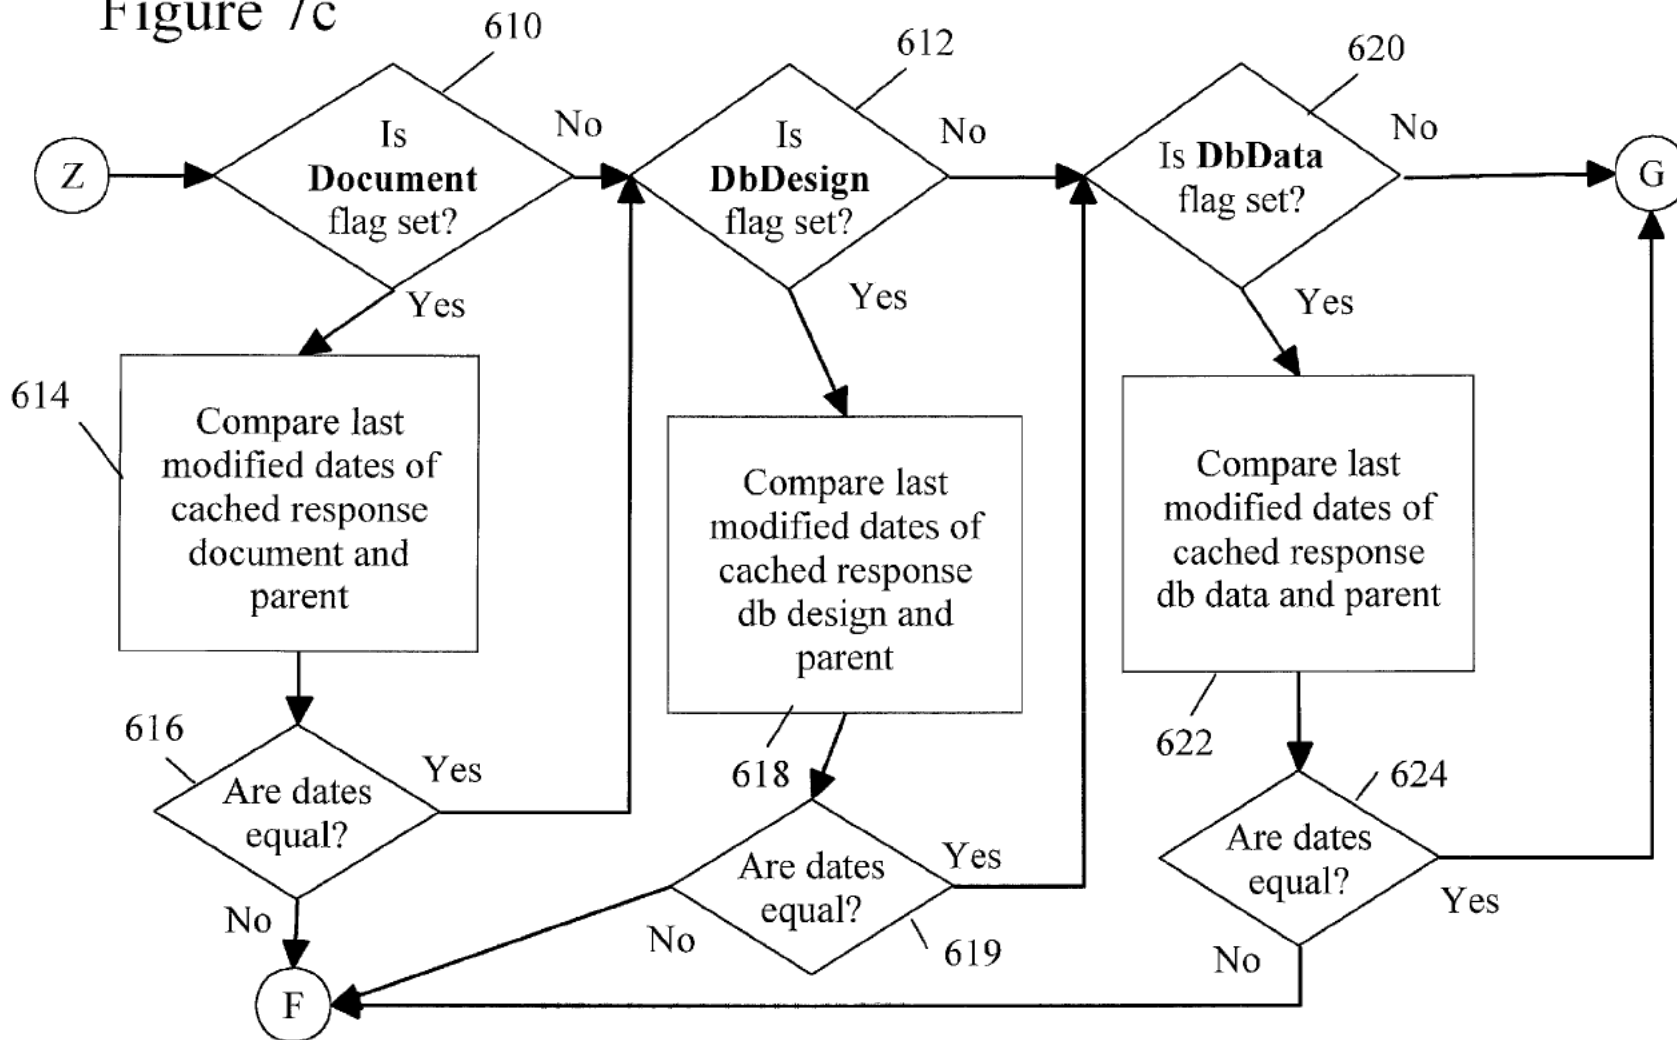 Figure 7c
610
612
620
Z
Is
Document
flag set?
No
Is
DbDesign
flag set?
No
Is DbData
flag set?
No
G
Yes
Yes
Yes
614
Compare last
modified dates of
cached response
document and
parent
Compare last
modified dates of
cached response
db design and
parent
Compare last
modified dates of
cached response
db data and parent
616
Are dates
equal?
Yes
No
618
Are dates
equal?
Yes
No
619
622
624
Are dates
equal?
Yes
No
F